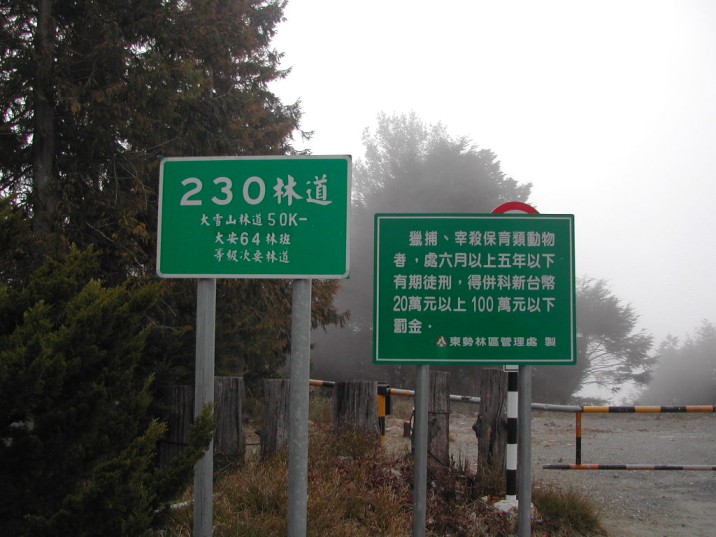 230林道
大雪山林道50K-
大安64林班
等級次要林道
獵捕、宰殺保育類動物
者，處六月以上五年以下
有期徒刑，得併科新台幣
20萬元以上100萬元以下
罰金．
東勢林區管理處 製